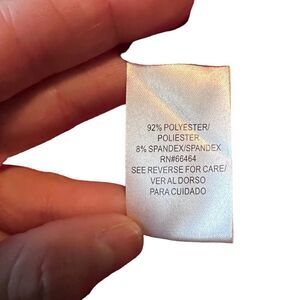 92% POLYESTER/
POLIESTER
8% SPANDEX/SPANDEX
RN#66464
SEE REVERSE FOR CARE/
VER AL DORSO
PARA CUIDADO